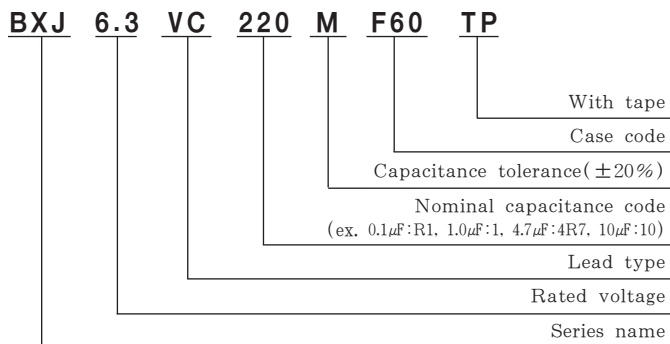 BXJ 6.3 VC 220 M F60 TP
With tape
Case code
Capacitance tolerance(±20%)
Nominal capacitance code
(ex. 0.1μF:R1, 1.0μF:1, 4.7μF:4R7, 10μF:10)
Lead type
Rated voltage
Series name